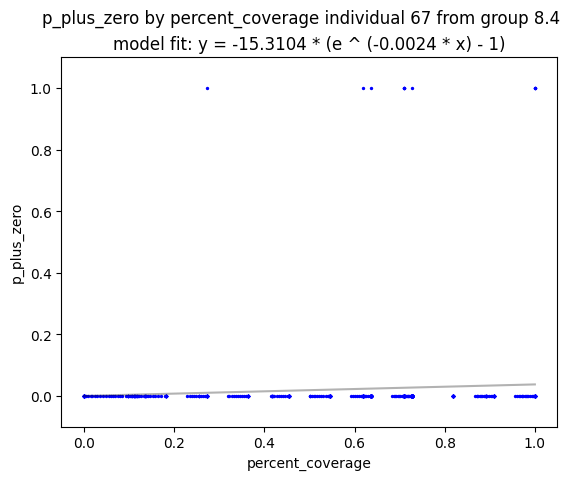 p_plus_zero by percent_coverage individual 67 from group 8.4
model fit: y = -15.3104 * (e ^ (-0.0024 * x) - 1)
1.0
0.8
0.6
0.4
0.2
0.0
p_plus_zero
0.0 0.2 0.4 0.6 0.8 1.0
percent_coverage